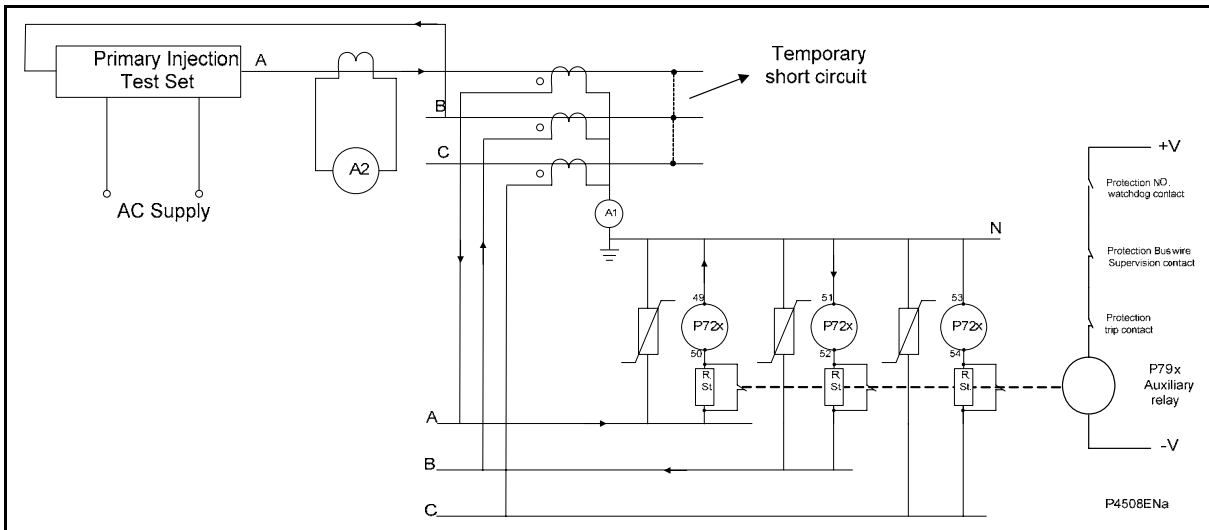 Primary Injection
Test Set
A
AC Supply
A2
B
C
Temporary
short circuit
A1
N
49
51
53
P72x
P72x
P72x
50
52
54
R.
St
R.
St.
R.
St.
A
B
C
+V
Protection NO.
watchdog contact
Protection Buswire
Supervision contact
Protection
trip contact
P79x
Auxiliary
relay
-V
P4508ENa